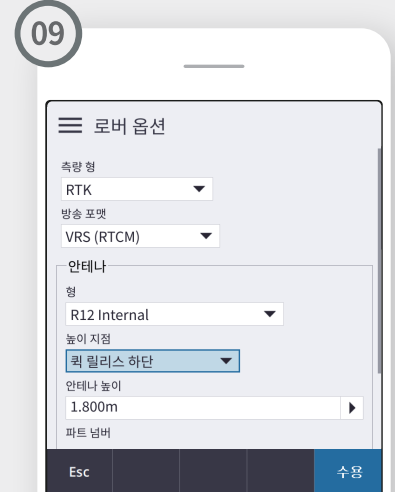 09
로버 옵션
측량 형
RTK
방송 포맷
VRS (RTCM)
안테나
형
R12 Internal
높이 지점
퀵 릴리스 하단
안테나 높이
1.800m
파트 넘버
Esc
수용